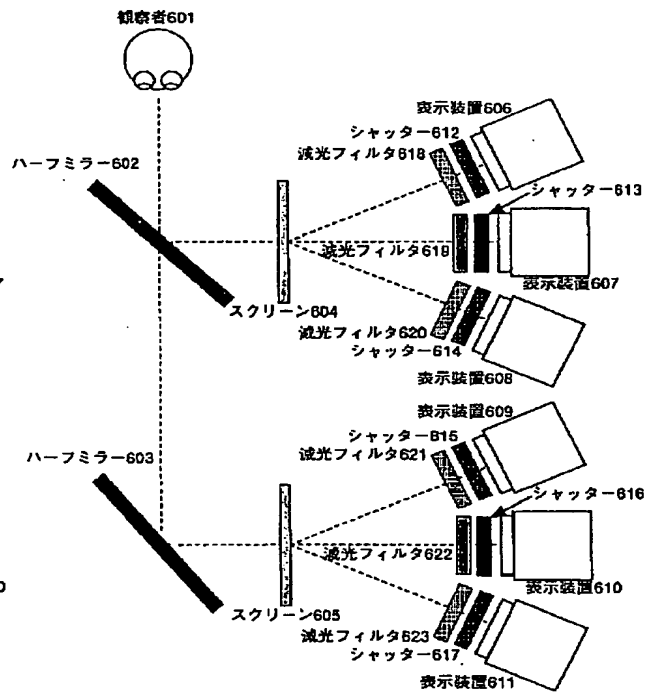 観察者601
表示装置606
シャッター612
減光フィルタ618
ハーフミラー602
シャッター613
減光フィルタ619
表示装置607
スクリーン604
減光フィルタ620
シャッター614
表示装置608
表示装置609
シャッター615
減光フィルタ621
ハーフミラー603
シャッター616
減光フィルタ622
表示装置610
スクリーン605
減光フィルタ623
シャッター617
表示装置611